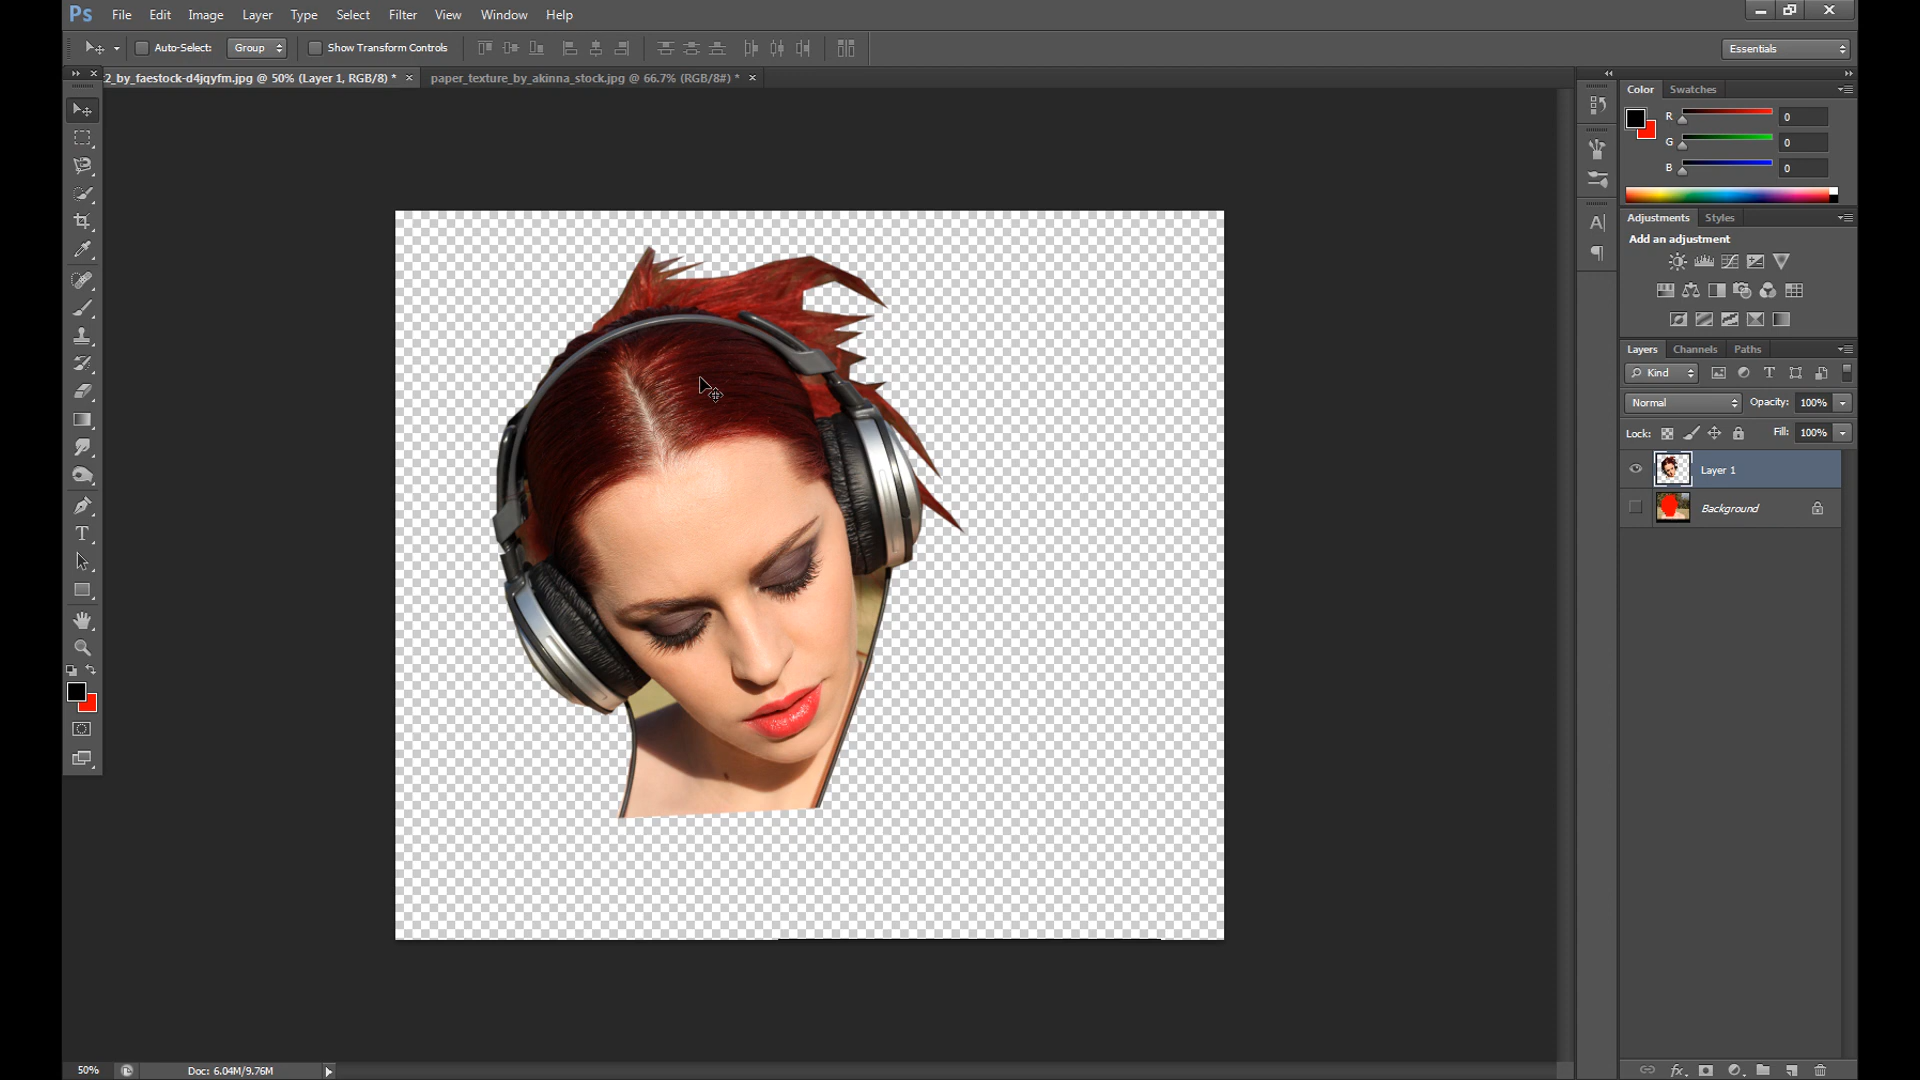 Ps File Edit Image Layer Type Select Filter View Window Help
Auto-Select: Group Show Transform Controls Essentials
2_by_faestock-d4jqyfm.jpg @ 50% (Layer 1, RGB/8) * × paper_texture_by_akinna_stock.jpg @ 66.7% (RGB/8#) * ×
Color Swatches
R 0
G 0
B 0
Adjustments Styles
Add an adjustment
Layers Channels Paths
Kind
Normal Opacity: 100%
Lock: Fill: 100%
Layer 1
Background
50% Doc: 6.04M/9.76M